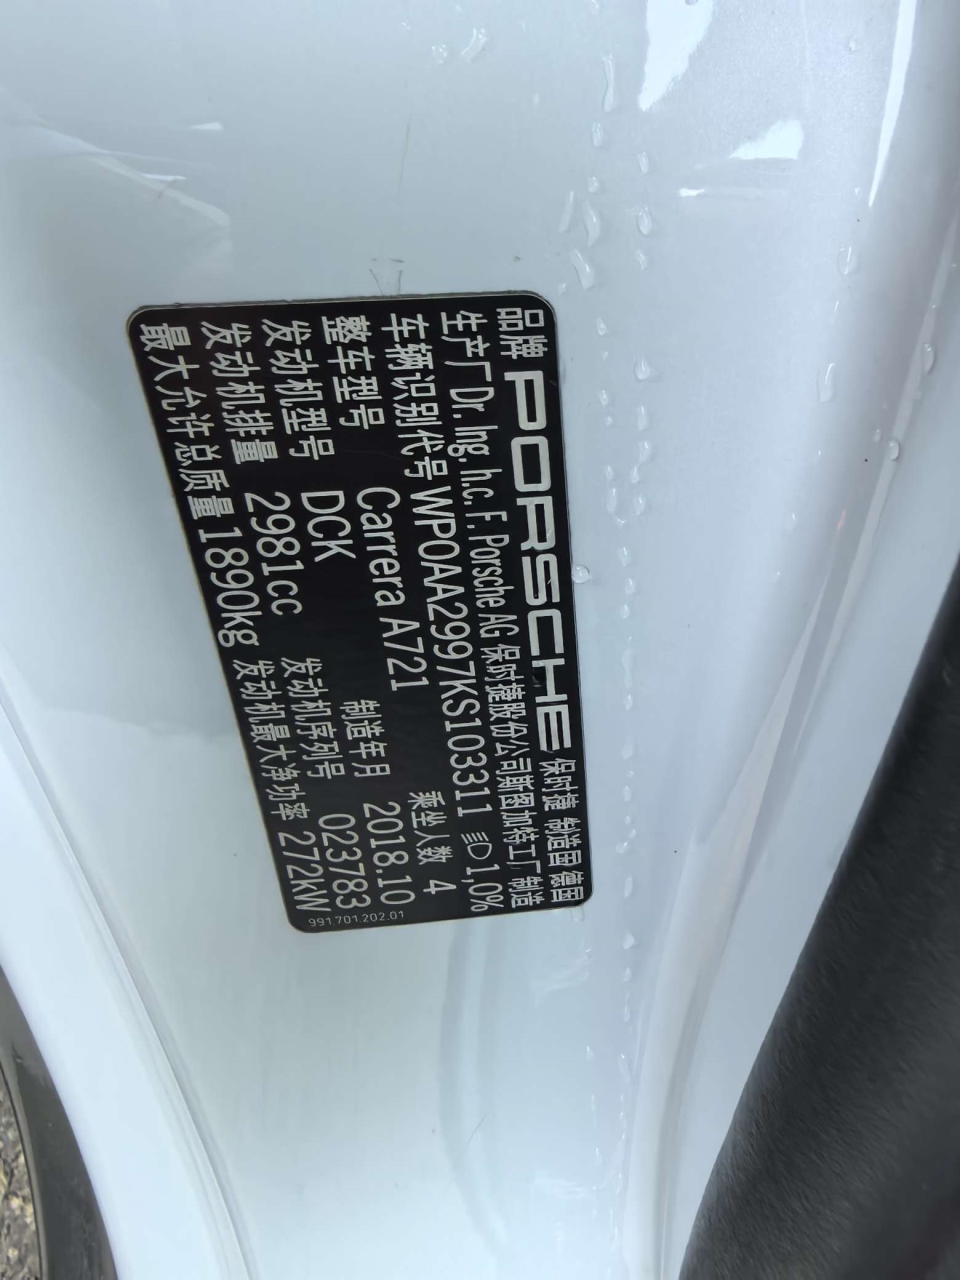 品牌 PORSCHE 保时捷 制造国 德国
生产厂 Dr. Ing. h.c. F. Porsche AG 保时捷股份公司斯图加特工厂 制造
车辆识别代号 WP0AA2997KS103311 1,0%
整车型号 Carrera A721 乘坐人数 4
发动机型号 DCK 制造年月 2018.10
发动机排量 2981cc 发动机序列号 023783
最大允许总质量 1890kg 发动机最大净功率 272kW
991.701.202.01